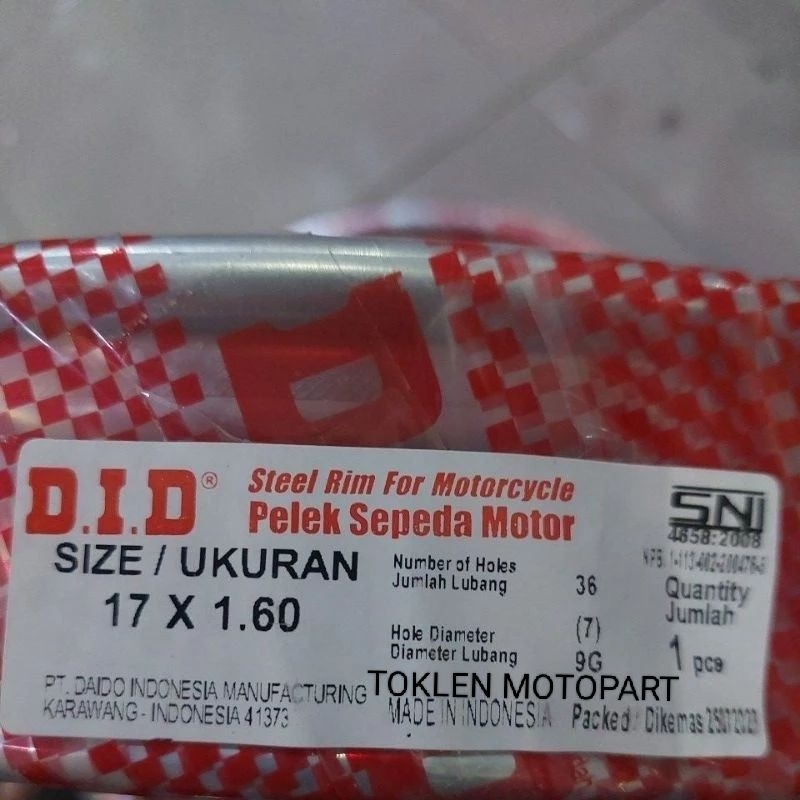 D.I.D®
Steel Rim For Motorcycle
Pelek Sepeda Motor
SNI
4658:2008
SIZE / UKURAN
17 X 1.60
Number of Holes
Jumlah Lubang
36
Hole Diameter
Diameter Lubang
(7)
9G
Quantity
Jumlah
1 pce
PT. DAIDO INDONESIA MANUFACTURING
KARAWANG - INDONESIA 41373
TOKLEN MOTOPART
MADE IN INDONESIA
Packed / Dikemas